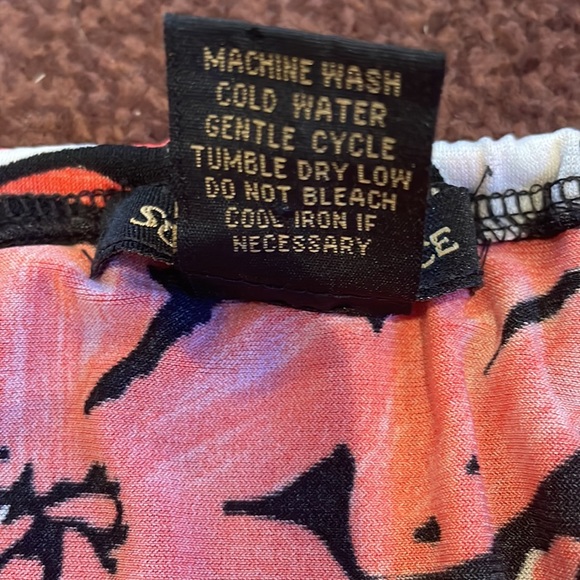 MACHINE WASH
COLD WATER
GENTLE CYCLE
TUMBLE DRY LOW
DO NOT BLEACH
COOL IRON IF
NECESSARY